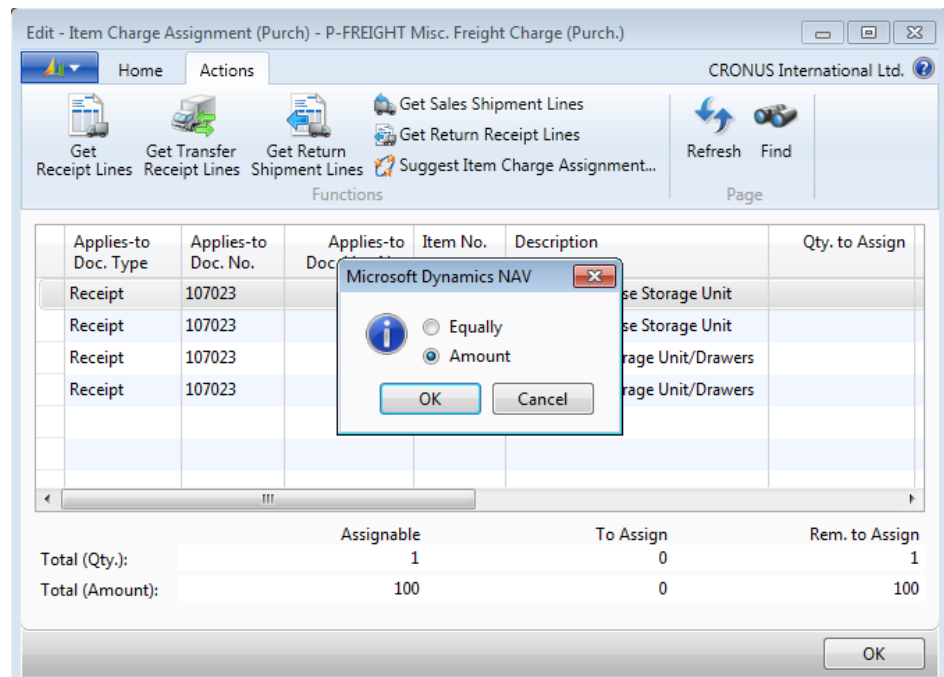 Edit - Item Charge Assignment (Purch) - P-FREIGHT Misc. Freight Charge (Purch.)
Home Actions CRONUS International Ltd.
Get Receipt Lines
Get Transfer Receipt Lines
Get Return Shipment Lines
Get Sales Shipment Lines
Get Return Receipt Lines
Suggest Item Charge Assignment...
Functions
Refresh Find
Page
Applies-to Doc. Type Applies-to Doc. No. Applies-to Item No. Description Qty. to Assign
Microsoft Dynamics NAV
Equally
Amount
OK Cancel
Receipt 107023 Storage Unit
Receipt 107023 Storage Unit
Receipt 107023 Unit/Drawers
Receipt 107023 Unit/Drawers
Assignable To Assign Rem. to Assign
Total (Qty.): 1 0 1
Total (Amount): 100 0 100
OK